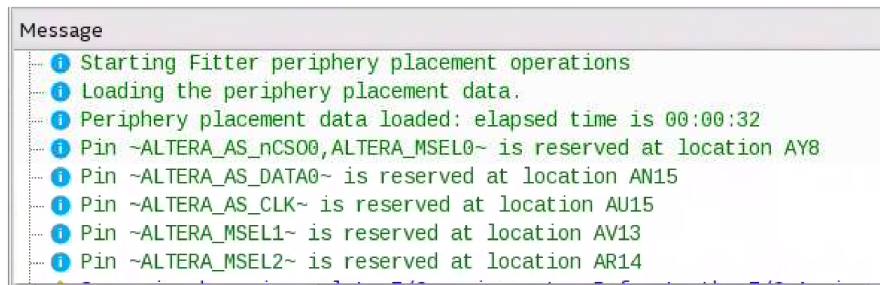 Message
Starting Fitter periphery placement operations
Loading the periphery placement data.
Periphery placement data loaded: elapsed time is 00:00:32
Pin ~ALTERA_AS_nCSO0,ALTERA_MSEL0~ is reserved at location AY8
Pin ~ALTERA_AS_DATA0~ is reserved at location AN15
Pin ~ALTERA_AS_CLK~ is reserved at location AU15
Pin ~ALTERA_MSEL1~ is reserved at location AV13
Pin ~ALTERA_MSEL2~ is reserved at location AR14